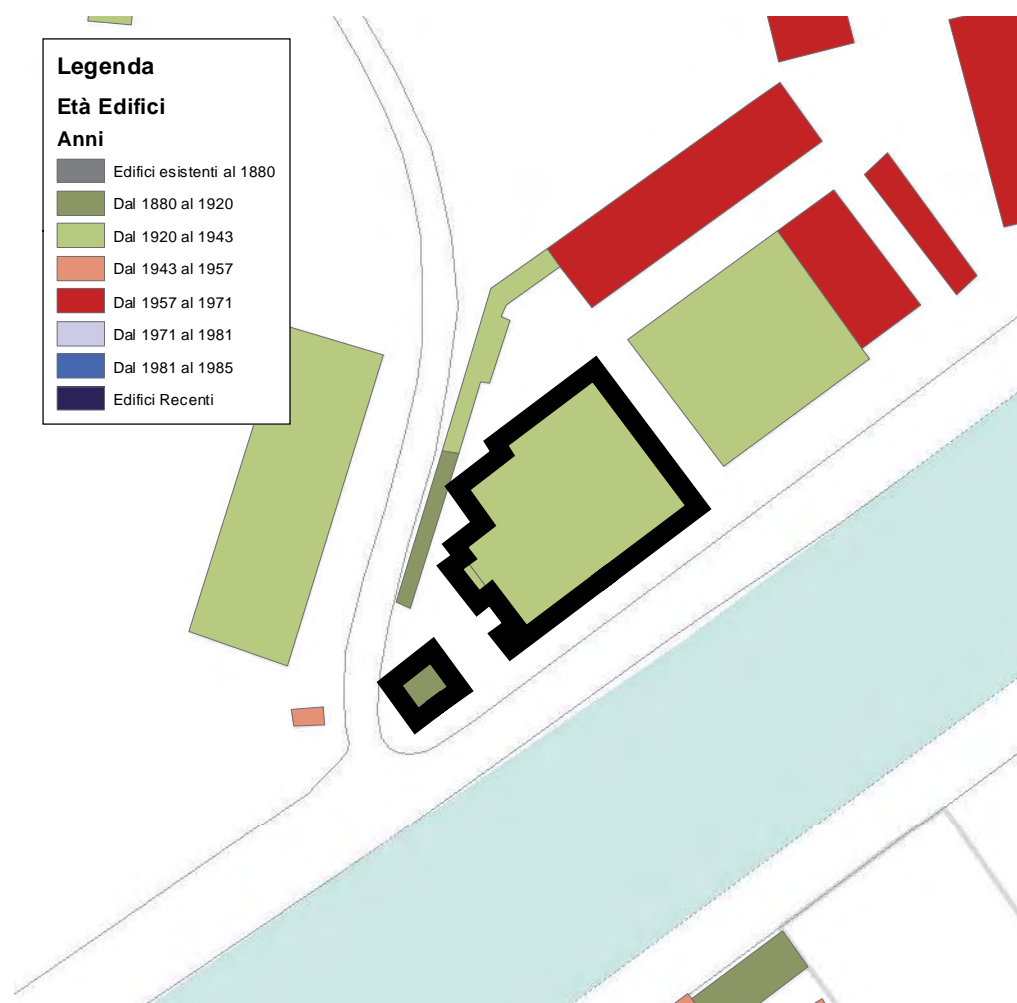 Legenda
Età Edifici
Anni
Edifici esistenti al 1880
Dal 1880 al 1920
Dal 1920 al 1943
Dal 1943 al 1957
Dal 1957 al 1971
Dal 1971 al 1981
Dal 1981 al 1985
Edifici Recenti